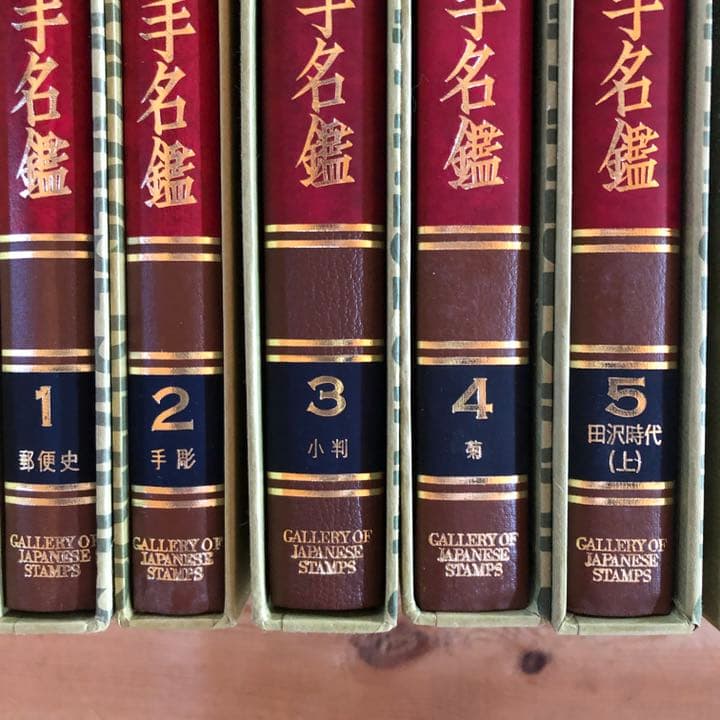 手名鑑
1
郵便史
GALLERY OF
JAPANESE
STAMPS
手名鑑
2
手彫
GALLERY OF
JAPANESE
STAMPS
手名鑑
3
小判
GALLERY OF
JAPANESE
STAMPS
手名鑑
4
菊
GALLERY OF
JAPANESE
STAMPS
手名鑑
5
田沢時代
(上)
GALLERY OF
JAPANESE
STAMPS